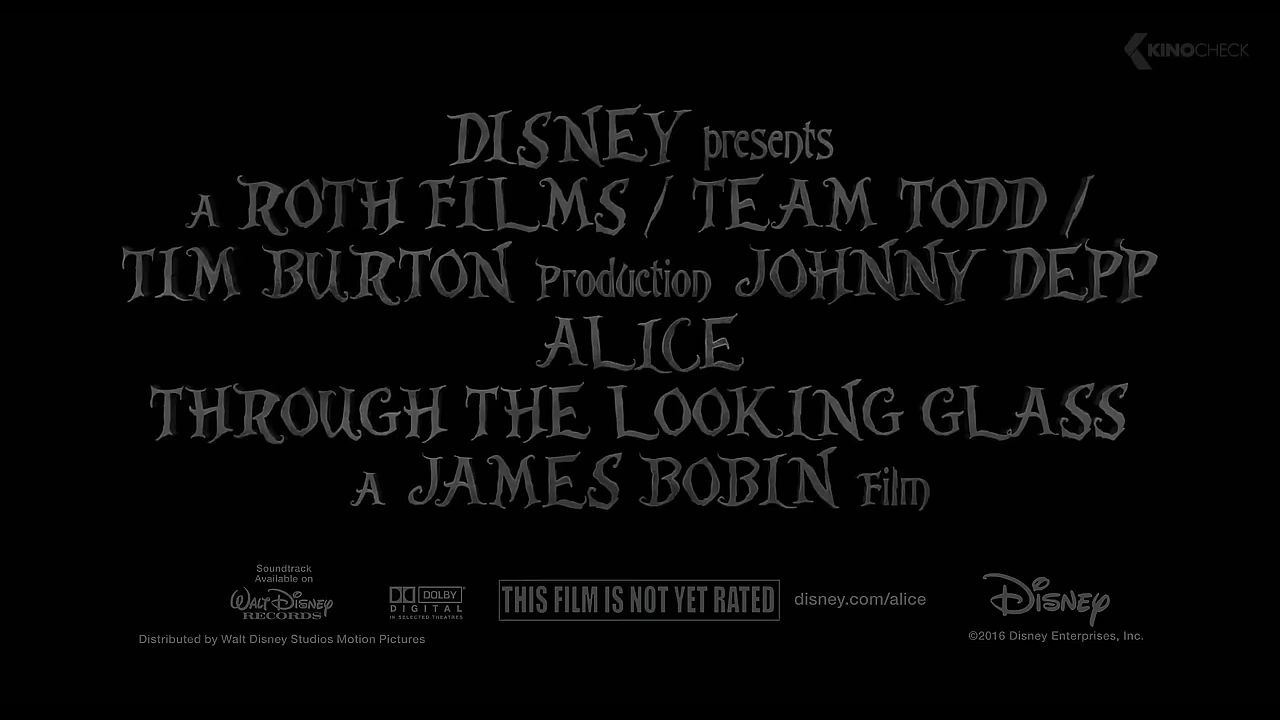 KINOCHECK
DISNEY presents
A ROTH FILMS / TEAM TODD /
TIM BURTON Production JOHNNY DEPP
ALICE
THROUGH THE LOOKING GLASS
A JAMES BOBIN Film
Soundtrack
Available on
WALT DISNEY
RECORDS
DOLBY
DIGITAL
IN SELECTED THEATRES
THIS FILM IS NOT YET RATED
disney.com/alice
Disney
Distributed by Walt Disney Studios Motion Pictures
©2016 Disney Enterprises, Inc.